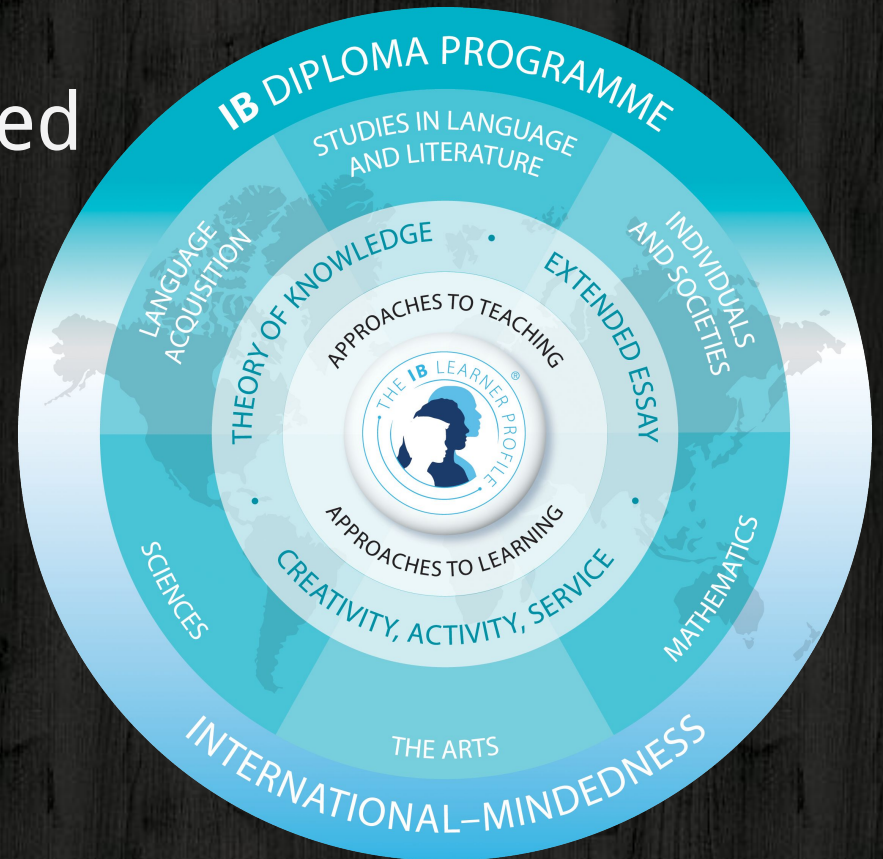 ed
IB DIPLOMA PROGRAMME
STUDIES IN LANGUAGE
AND LITERATURE
LANGUAGE
ACQUISITION
INDIVIDUALS
AND SOCIETIES
THEORY OF KNOWLEDGE
•
EXTENDED ESSAY
APPROACHES TO TEACHING
THE IB LEARNER PROFILE ®
APPROACHES TO LEARNING
•
•
CREATIVITY, ACTIVITY, SERVICE
SCIENCES
MATHEMATICS
THE ARTS
INTERNATIONAL–MINDEDNESS